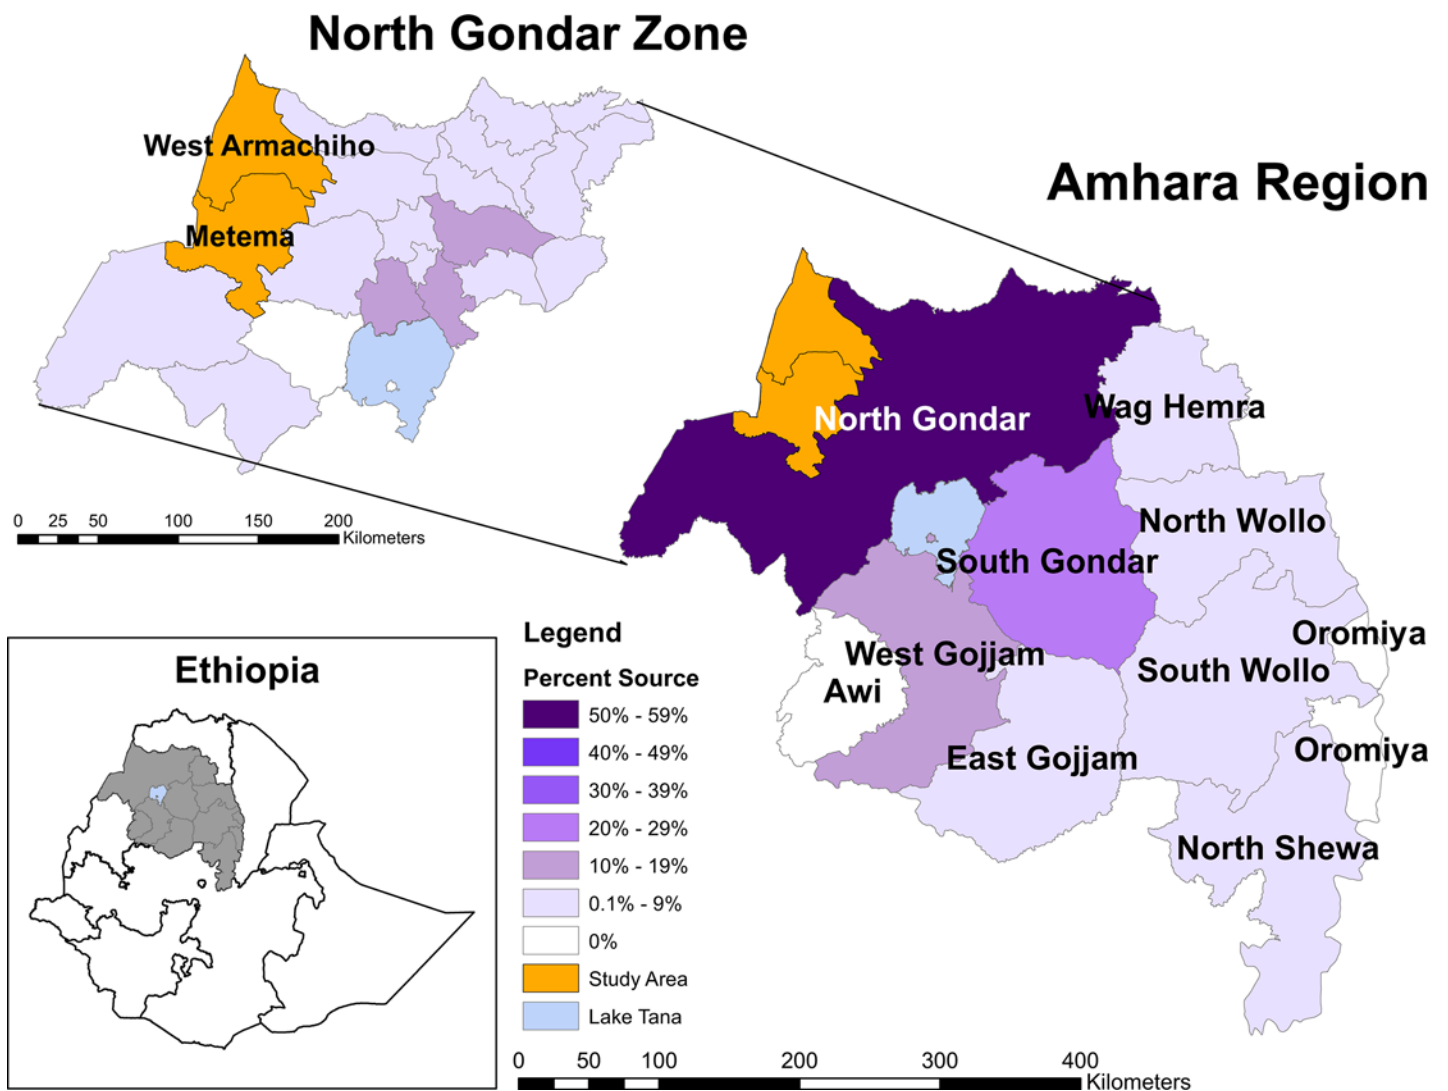 North Gondar Zone
West Armachiho
Metema
0 25 50 100 150 200
Kilometers
Amhara Region
North Gondar
Wag Hemra
North Wollo
South Gondar
Oromiya
West Gojjam
South Wollo
Awi
Oromiya
East Gojjam
North Shewa
Ethiopia
Legend
Percent Source
50% - 59%
40% - 49%
30% - 39%
20% - 29%
10% - 19%
0.1% - 9%
0%
Study Area
Lake Tana
0 50 100 200 300 400
Kilometers